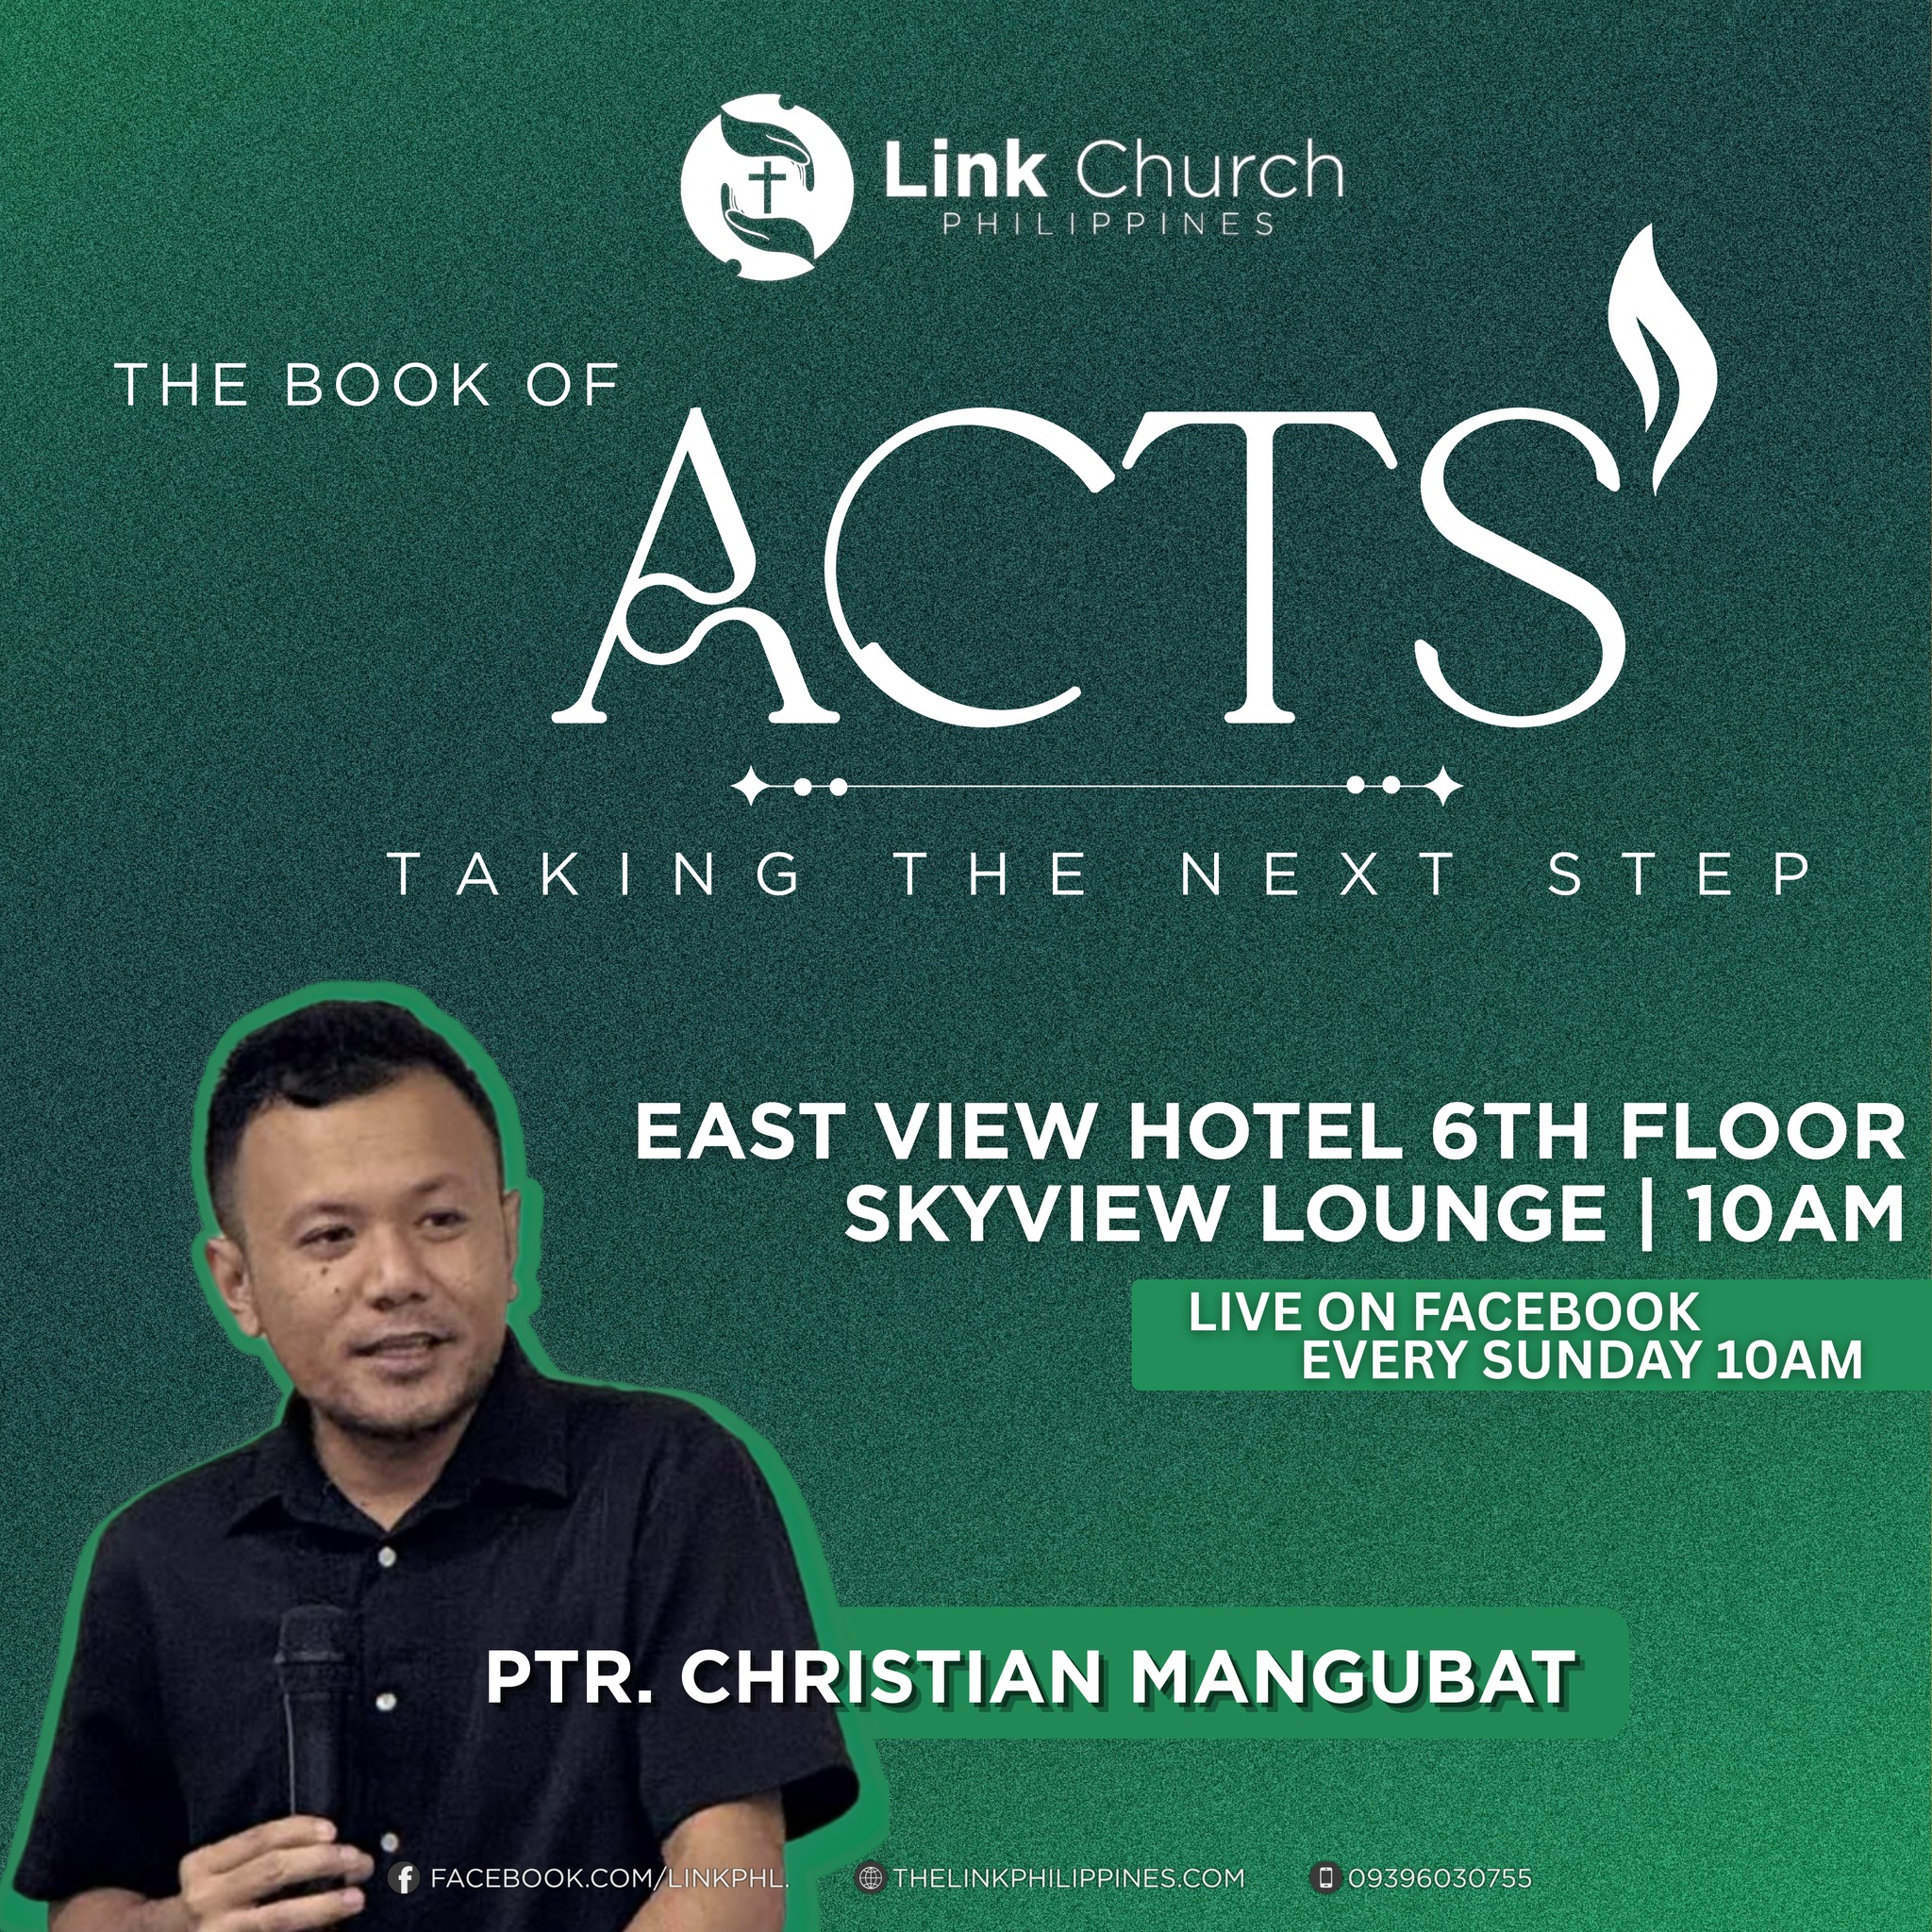 Link Church
PHILIPPINES
THE BOOK OF
ACTS
TAKING THE NEXT STEP
EAST VIEW HOTEL 6TH FLOOR
SKYVIEW LOUNGE | 10AM
LIVE ON FACEBOOK
EVERY SUNDAY 10AM
PTR. CHRISTIAN MANGUBAT
FACEBOOK.COM/LINKPHL. THELINKPHILIPPINES.COM 09396030755